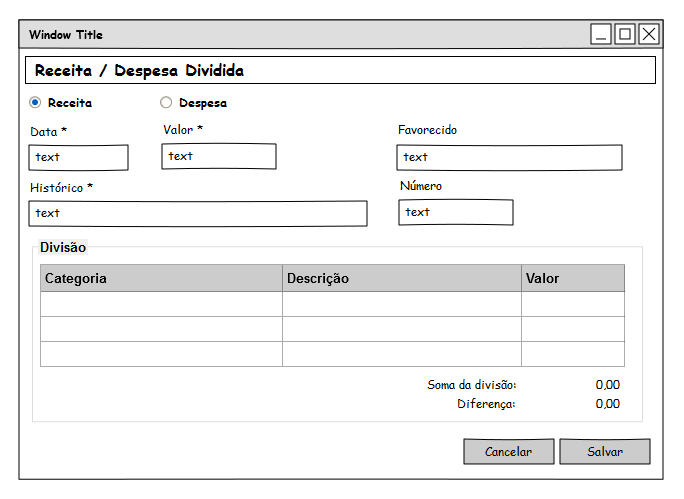 Window Title
Receita / Despesa Dividida
Receita Despesa
Data * Valor * Favorecido
text text text
Histórico * Número
text text
Divisão
Categoria Descrição Valor
Soma da divisão: 0,00
Diferença: 0,00
Cancelar Salvar